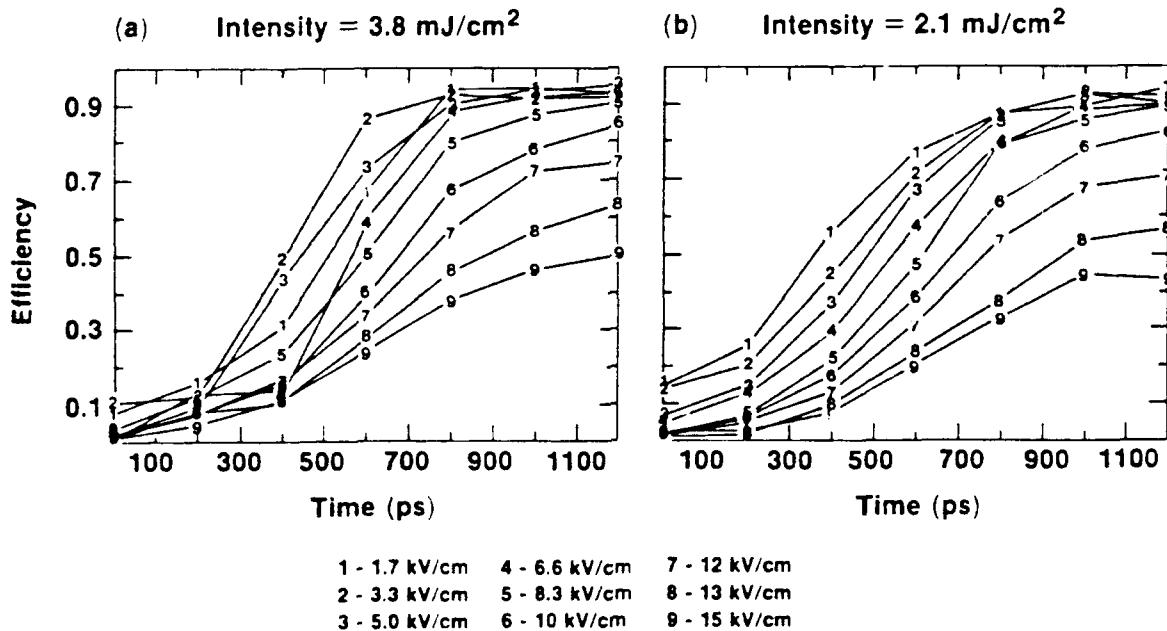 (a) Intensity = 3.8 mJ/cm²
(b) Intensity = 2.1 mJ/cm²
Efficiency
0.9
0.7
0.5
0.3
0.1
100 300 500 700 900 1100
100 300 500 700 900 1100
Time (ps)
Time (ps)
1 - 1.7 kV/cm 4 - 6.6 kV/cm 7 - 12 kV/cm
2 - 3.3 kV/cm 5 - 8.3 kV/cm 8 - 13 kV/cm
3 - 5.0 kV/cm 6 - 10 kV/cm 9 - 15 kV/cm